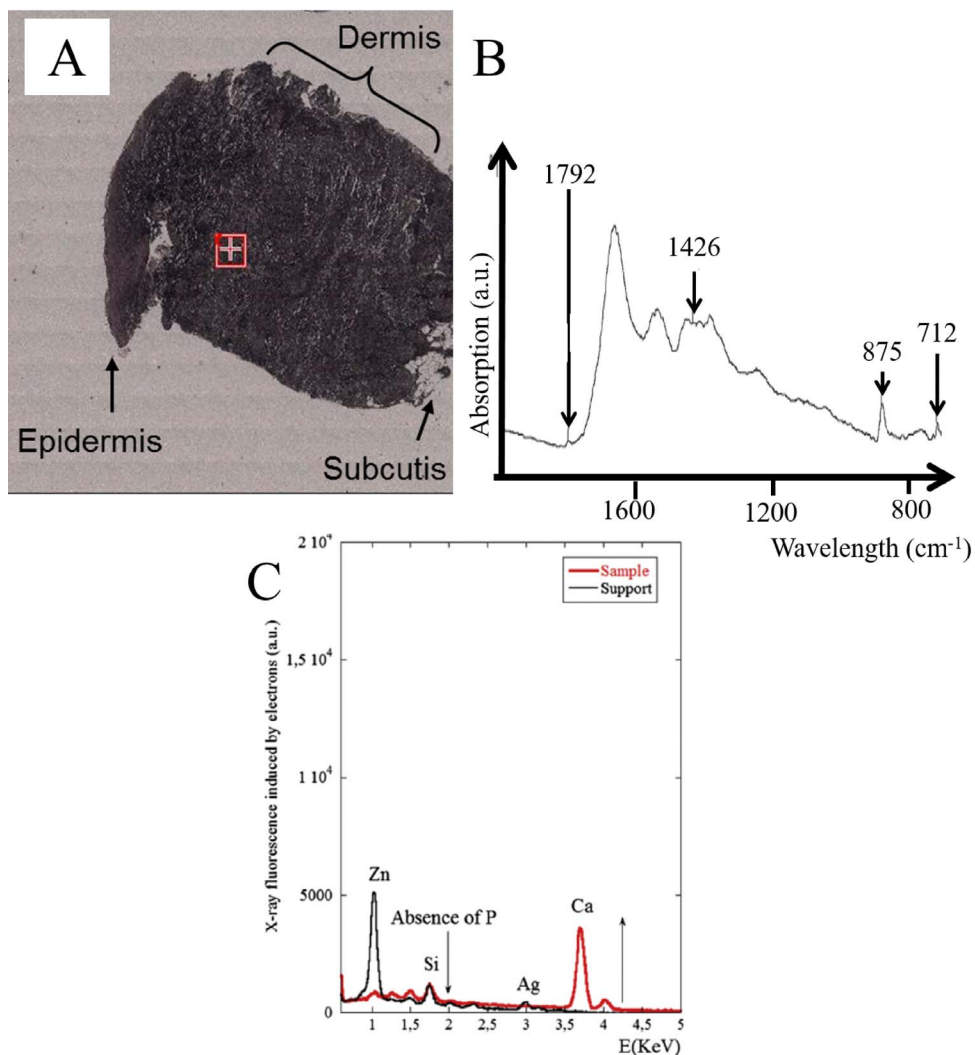 A
Dermis
Epidermis
Subcutis
B
1792
1426
875
712
Absorption (a.u.)
1600
1200
800
Wavelength (cm-1)
C
X-ray fluorescence induced by electrons (a.u.)
2 10⁴
1,5 10⁴
1 10⁴
5000
0
Sample
Support
Zn
Absence of P
Si
Ag
Ca
1
1,5
2
2,5
3
3,5
4
4,5
5
E(KeV)